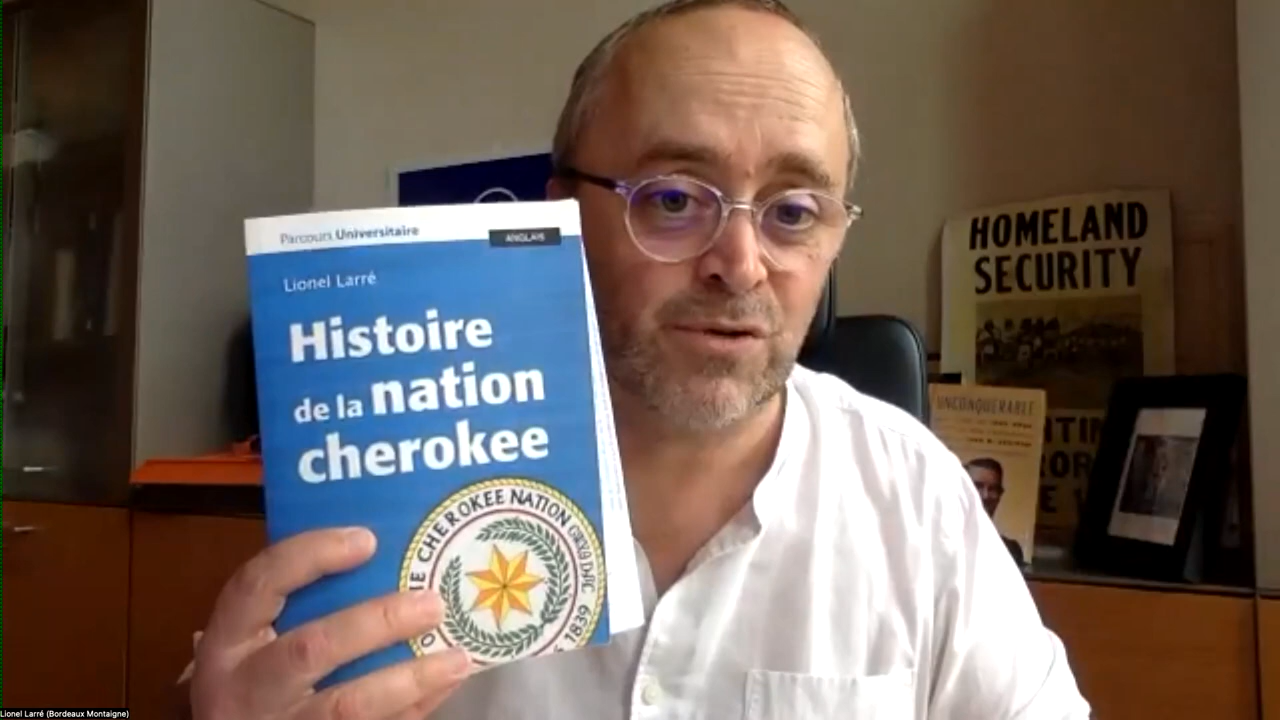 Parcours Universitaire
ANGLAIS
Lionel Larré
Histoire
de la nation
cherokee
CHEROKEE NATION
1839
HOMELAND
SECURITY
UNCONQUERABLE
Lionel Larré (Bordeaux Montaigne)